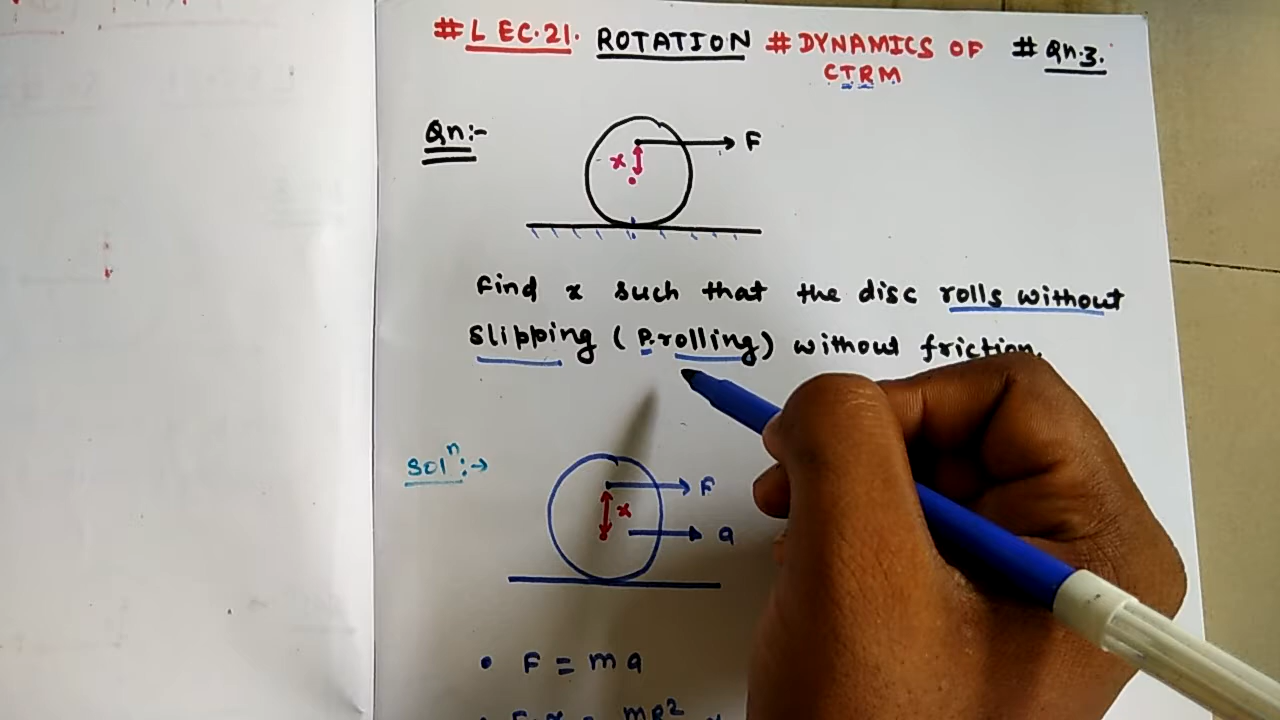 # LEC.21. ROTATION # DYNAMICS OF CTRM # Qn.3.
Qn:-
F
x
Find x such that the disc rolls without
slipping (P.rolling) without friction.
Solⁿ:→
F
x
a
• F = ma